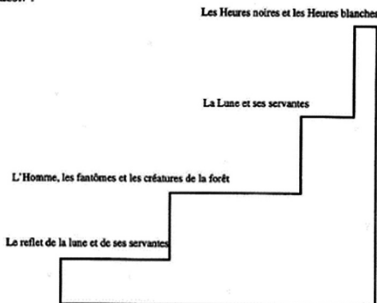 Les Heures noires et les Heures blanches
La Lune et ses servantes
L'Homme, les fantômes et les créatures de la forêt
Le reflet de la lune et de ses servantes